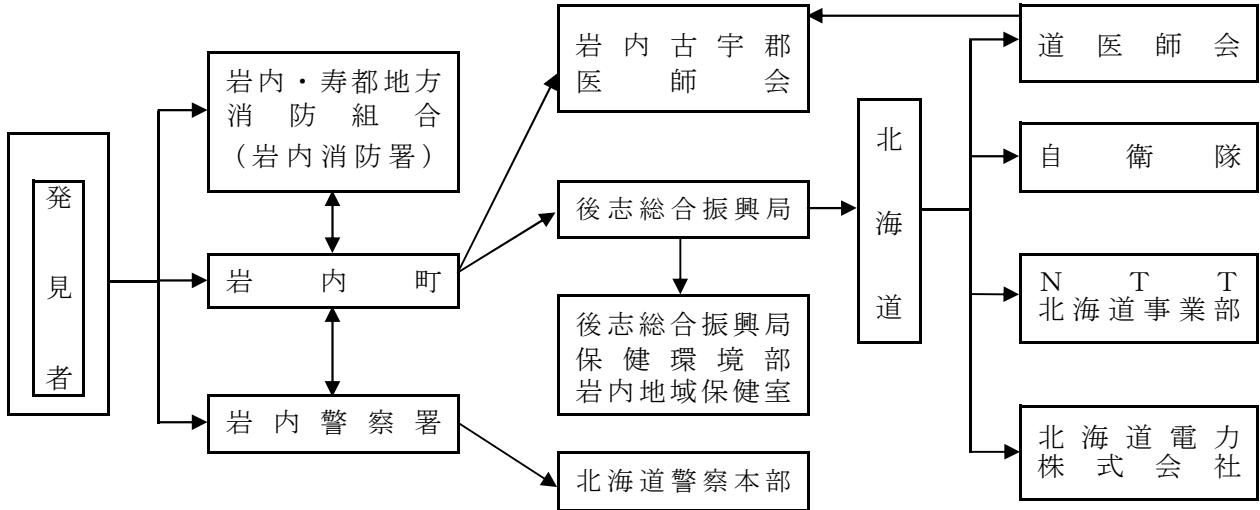 発見者
岩内・寿都地方
消防組合
（岩内消防署）
岩内町
岩内警察署
岩内古宇郡
医師会
後志総合振興局
後志総合振興局
保健環境部
岩内地域保健室
北海道警察本部
北海道
道医師会
自衛隊
ＮＴＴ
北海道事業部
北海道電力
株式会社